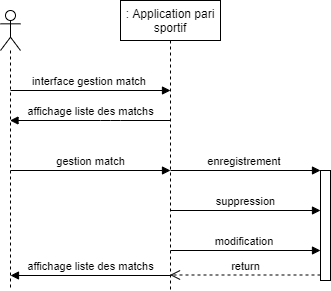 : Application pari
sportif
interface gestion match
affichage liste des matchs
gestion match
enregistrement
suppression
modification
affichage liste des matchs
return